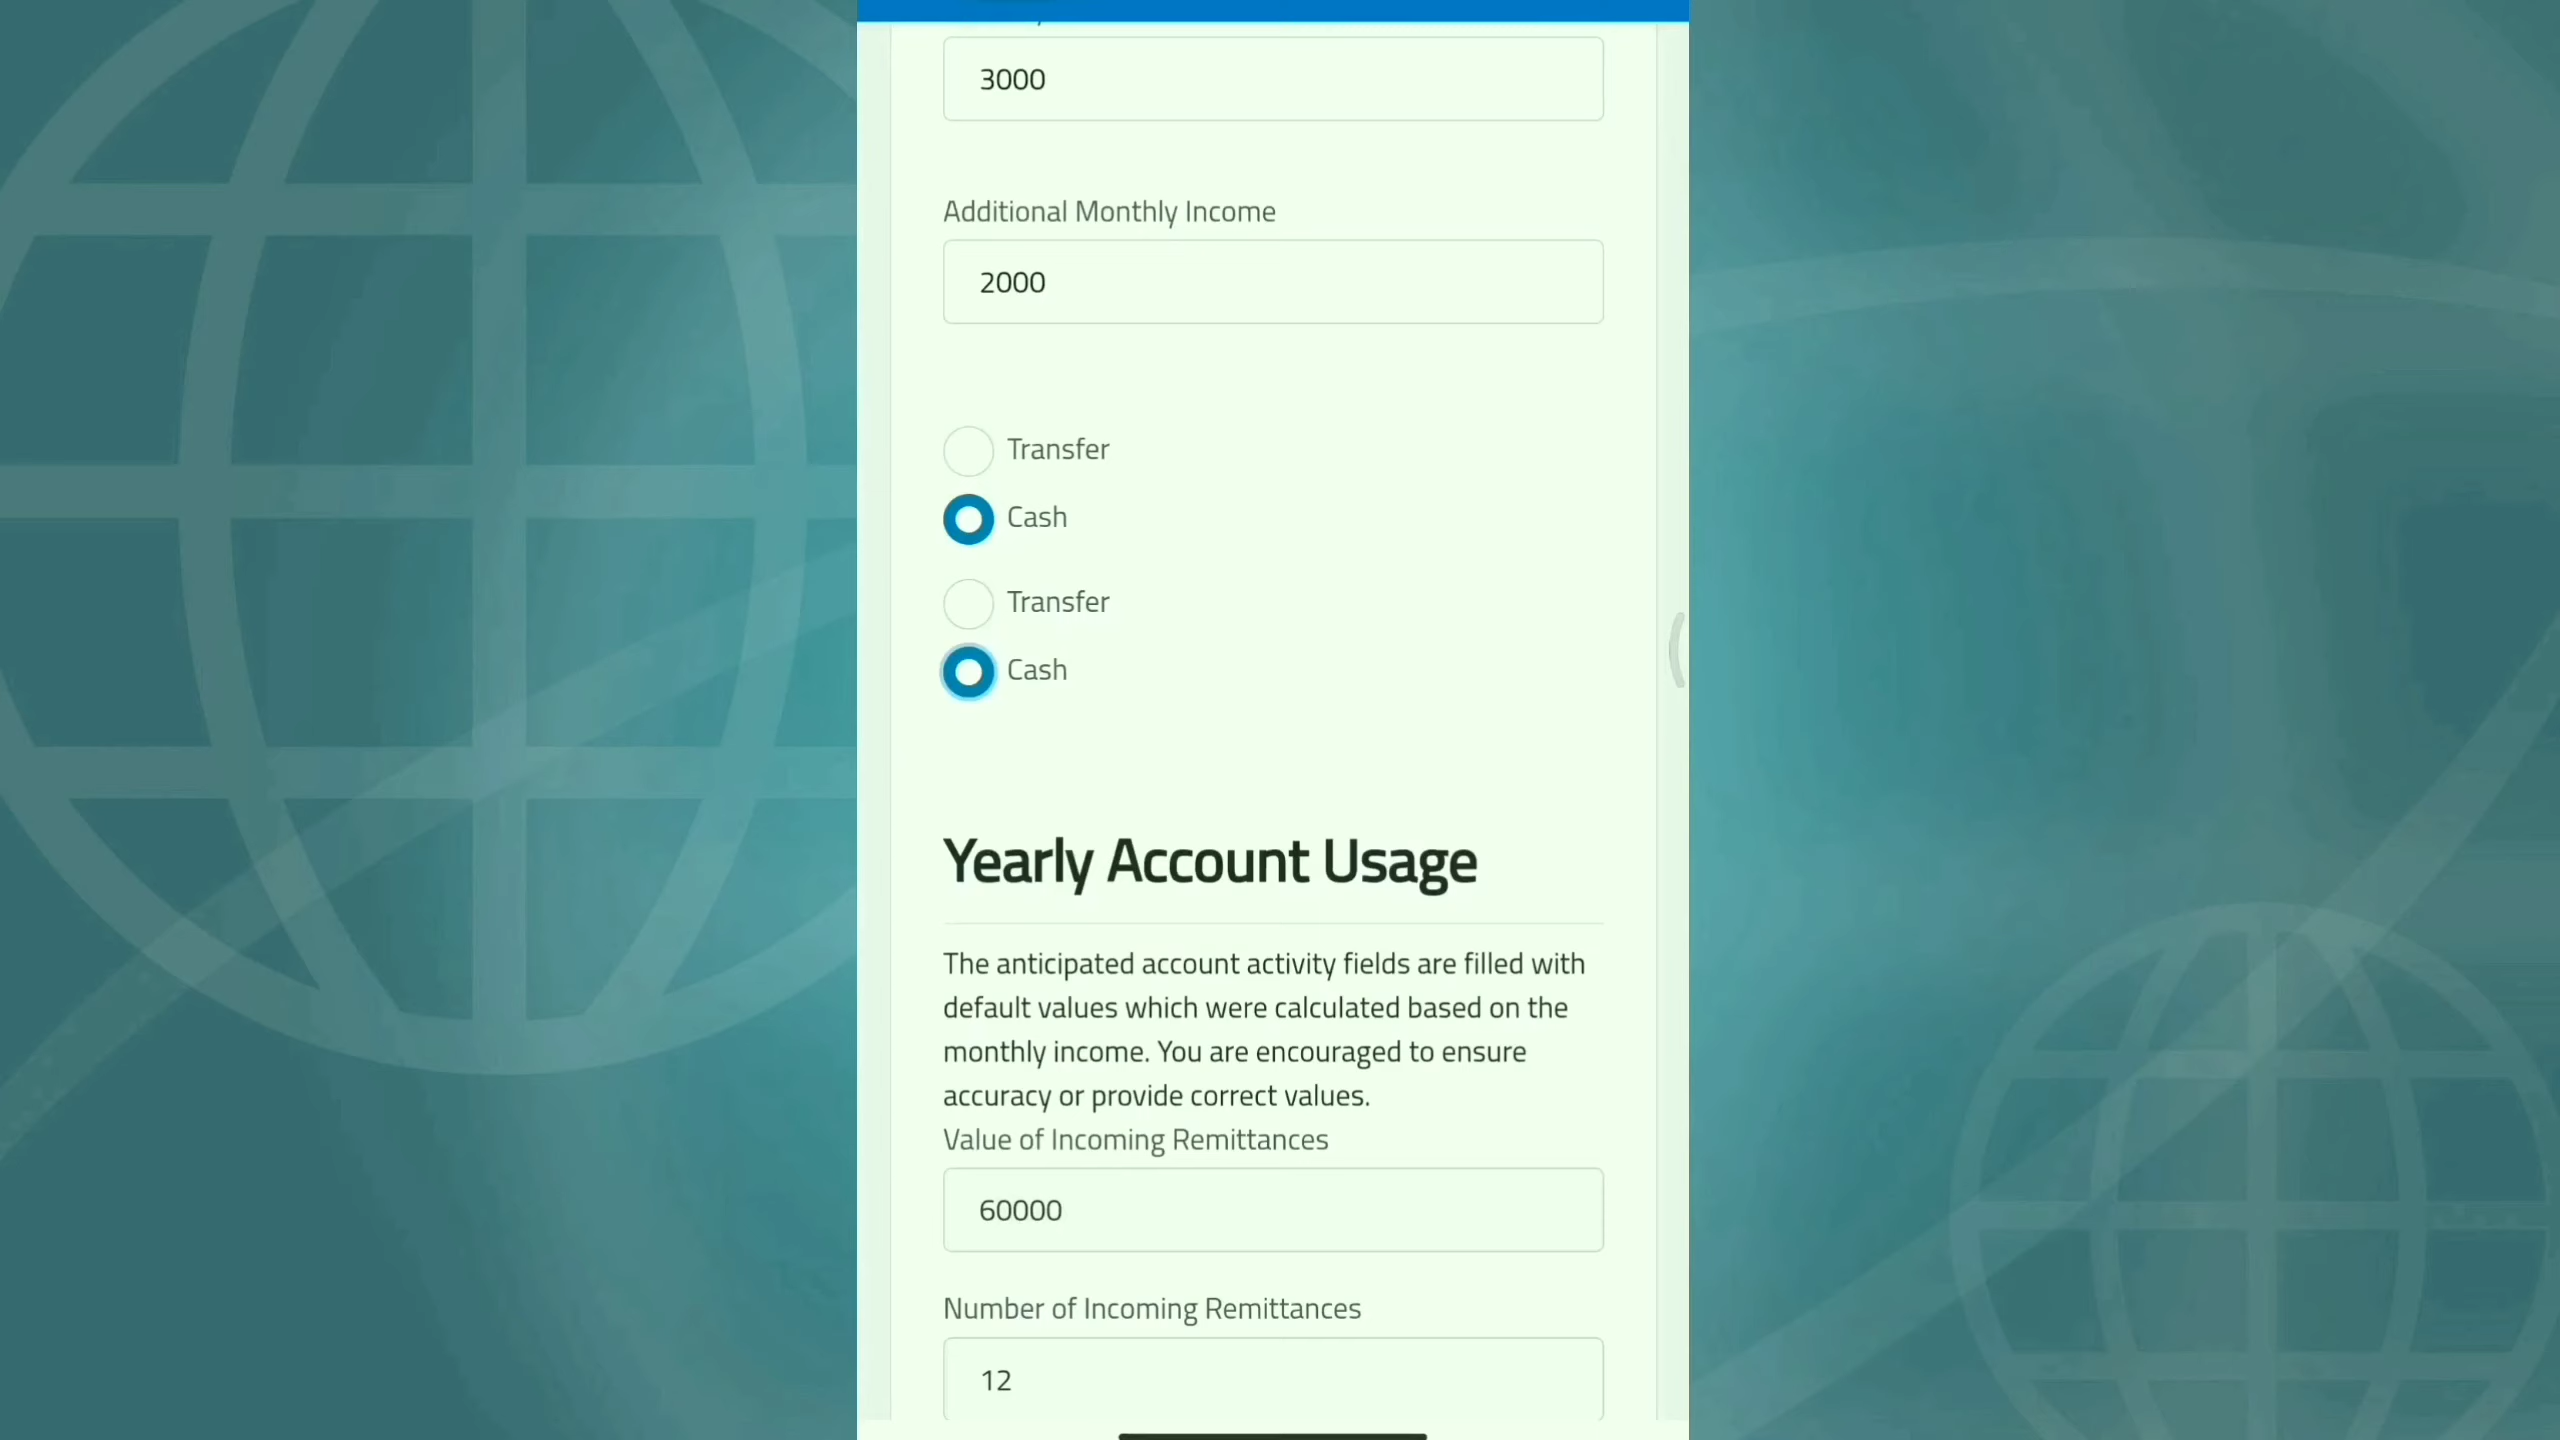 3000
Additional Monthly Income
2000
Transfer
Cash
Transfer
Cash
Yearly Account Usage
The anticipated account activity fields are filled with
default values which were calculated based on the
monthly income. You are encouraged to ensure
accuracy or provide correct values.
Value of Incoming Remittances
60000
Number of Incoming Remittances
12